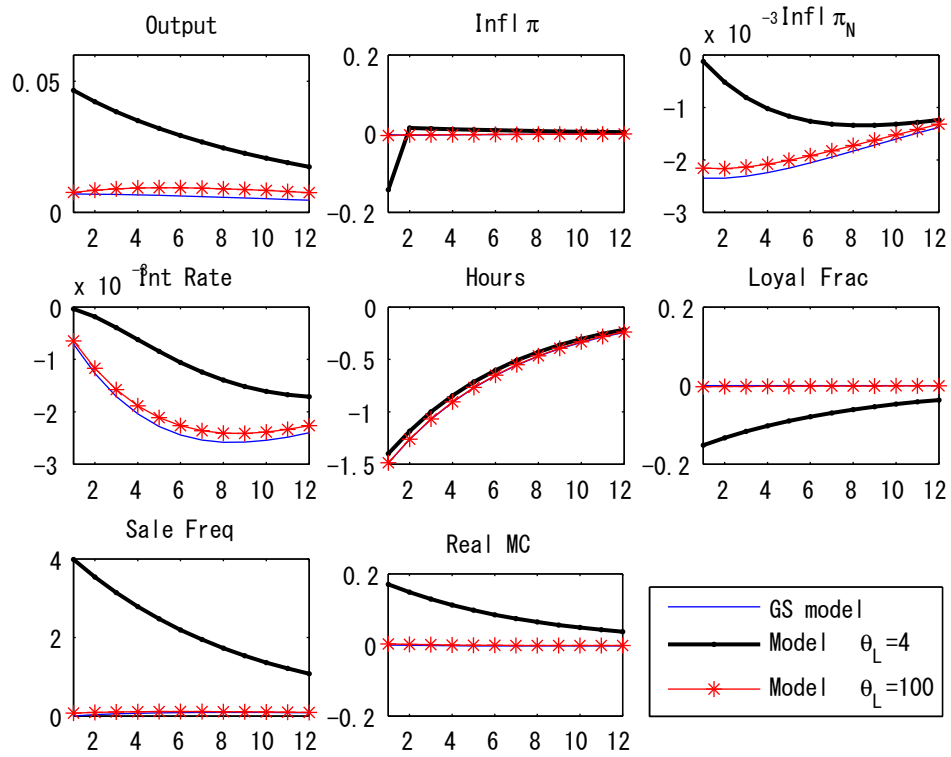 Output
0.05
0
2 4 6 8 10 12
Infl π
0.2
0
-0.2
2 4 6 8 10 12
x 10 -3 Infl π_N
0
-1
-2
-3
2 4 6 8 10 12
x 10 -3 Int Rate
0
-1
-2
-3
2 4 6 8 10 12
Hours
0
-0.5
-1
-1.5
2 4 6 8 10 12
Loyal Frac
0.2
0
-0.2
2 4 6 8 10 12
Sale Freq
4
2
0
2 4 6 8 10 12
Real MC
0.2
0
-0.2
2 4 6 8 10 12
GS model
Model θ_L=4
Model θ_L=100